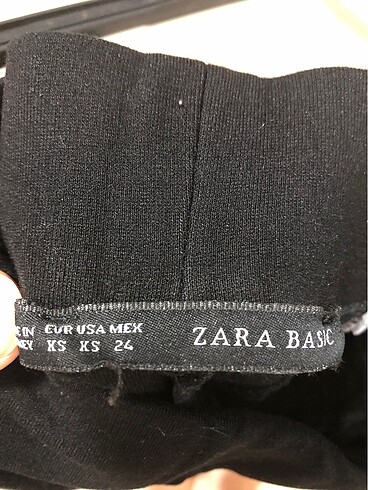 EUR USA MEX
XS XS 24
ZARA BASIC